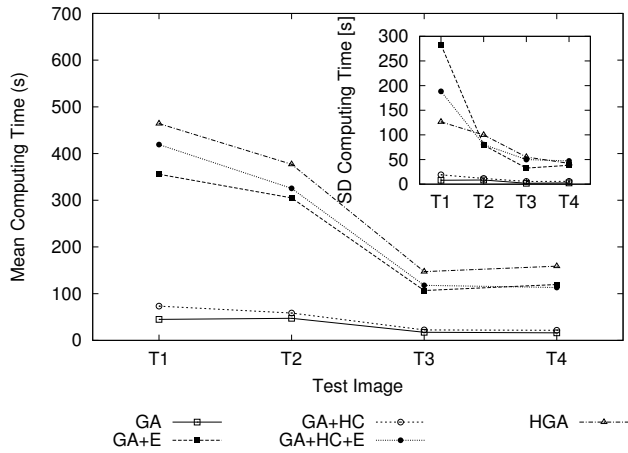 700
600
500
400
300
200
100
0
Mean Computing Time (s)
T1 T2 T3 T4
Test Image
300
250
200
150
100
50
0
SD Computing Time [s]
T1 T2 T3 T4
GA GA+HC HGA
GA+E GA+HC+E